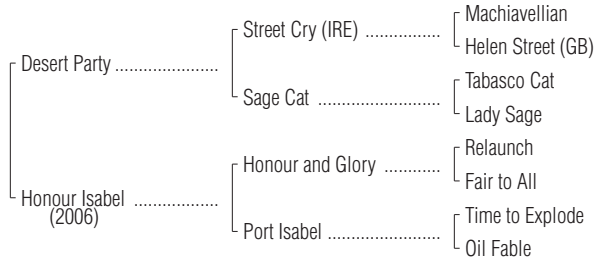 Machiavellian
Street Cry (IRE) ..................
Helen Street (GB)
Desert Party ......................
Tabasco Cat
Sage Cat ...........................
Lady Sage
Relaunch
Honour and Glory ............
Fair to All
Honour Isabel ..................
(2006)
Time to Explode
Port Isabel ........................
Oil Fable